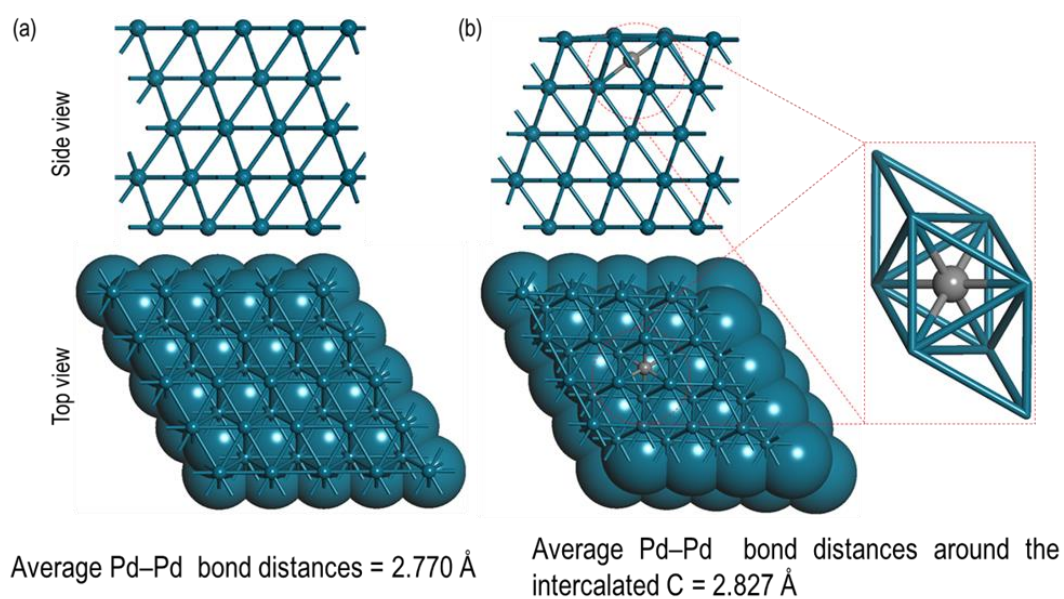 (a)
(b)
Side view
Top view
Average Pd–Pd bond distances = 2.770 Å
Average Pd–Pd bond distances around the
intercalated C = 2.827 Å